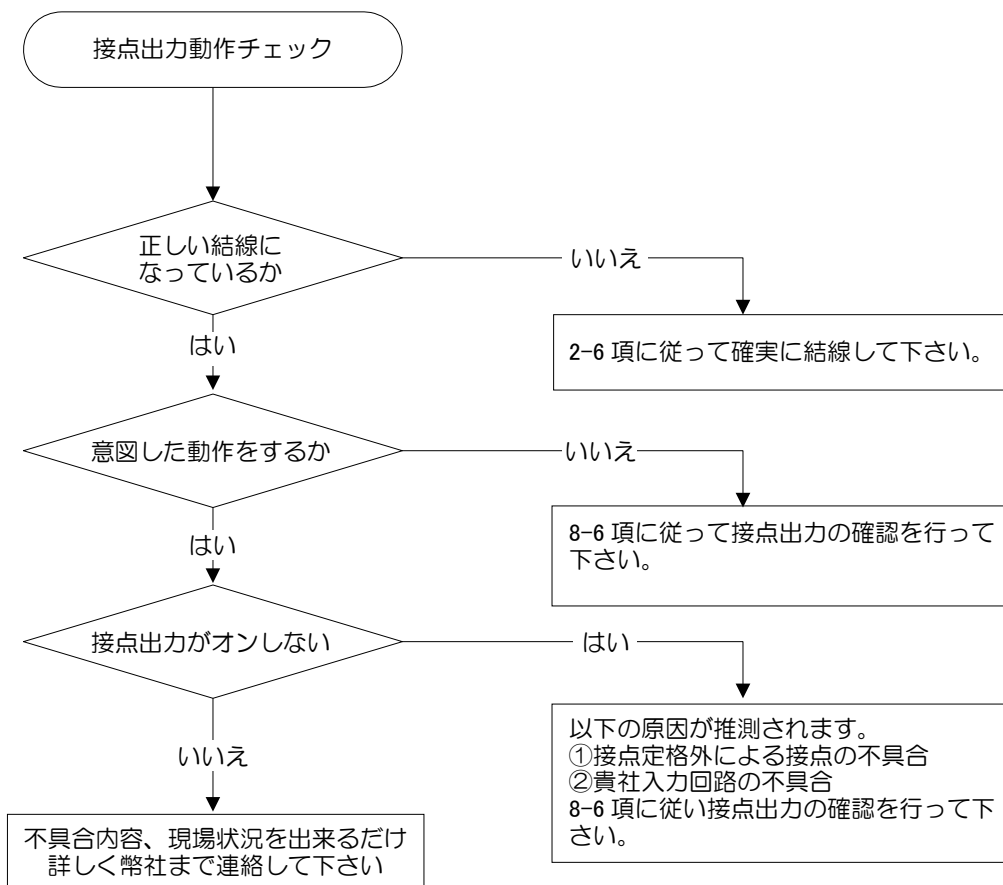 接点出力動作チェック
正しい結線に
なっているか
いいえ
はい
2-6 項に従って確実に結線して下さい。
意図した動作をするか
いいえ
はい
8-6 項に従って接点出力の確認を行って
下さい。
接点出力がオンしない
はい
いいえ
以下の原因が推測されます。
①接点定格外による接点の不具合
②貴社入力回路の不具合
8-6 項に従い接点出力の確認を行って下
さい。
不具合内容、現場状況を出来るだけ
詳しく幣社まで連絡して下さい